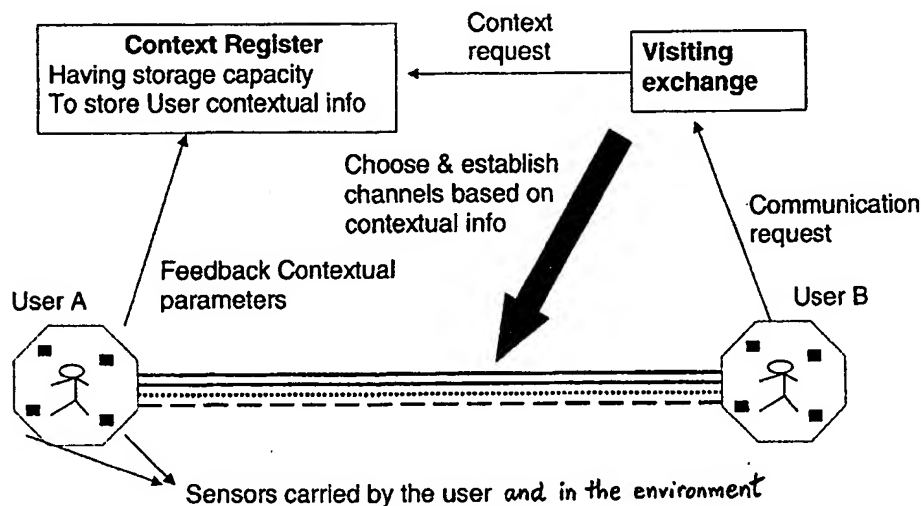 Context Register
Having storage capacity
To store User contextual info
Context
request
Visiting
exchange
Choose & establish
channels based on
contextual info
Communication
request
Feedback Contextual
parameters
User A
User B
Sensors carried by the user and in the environment